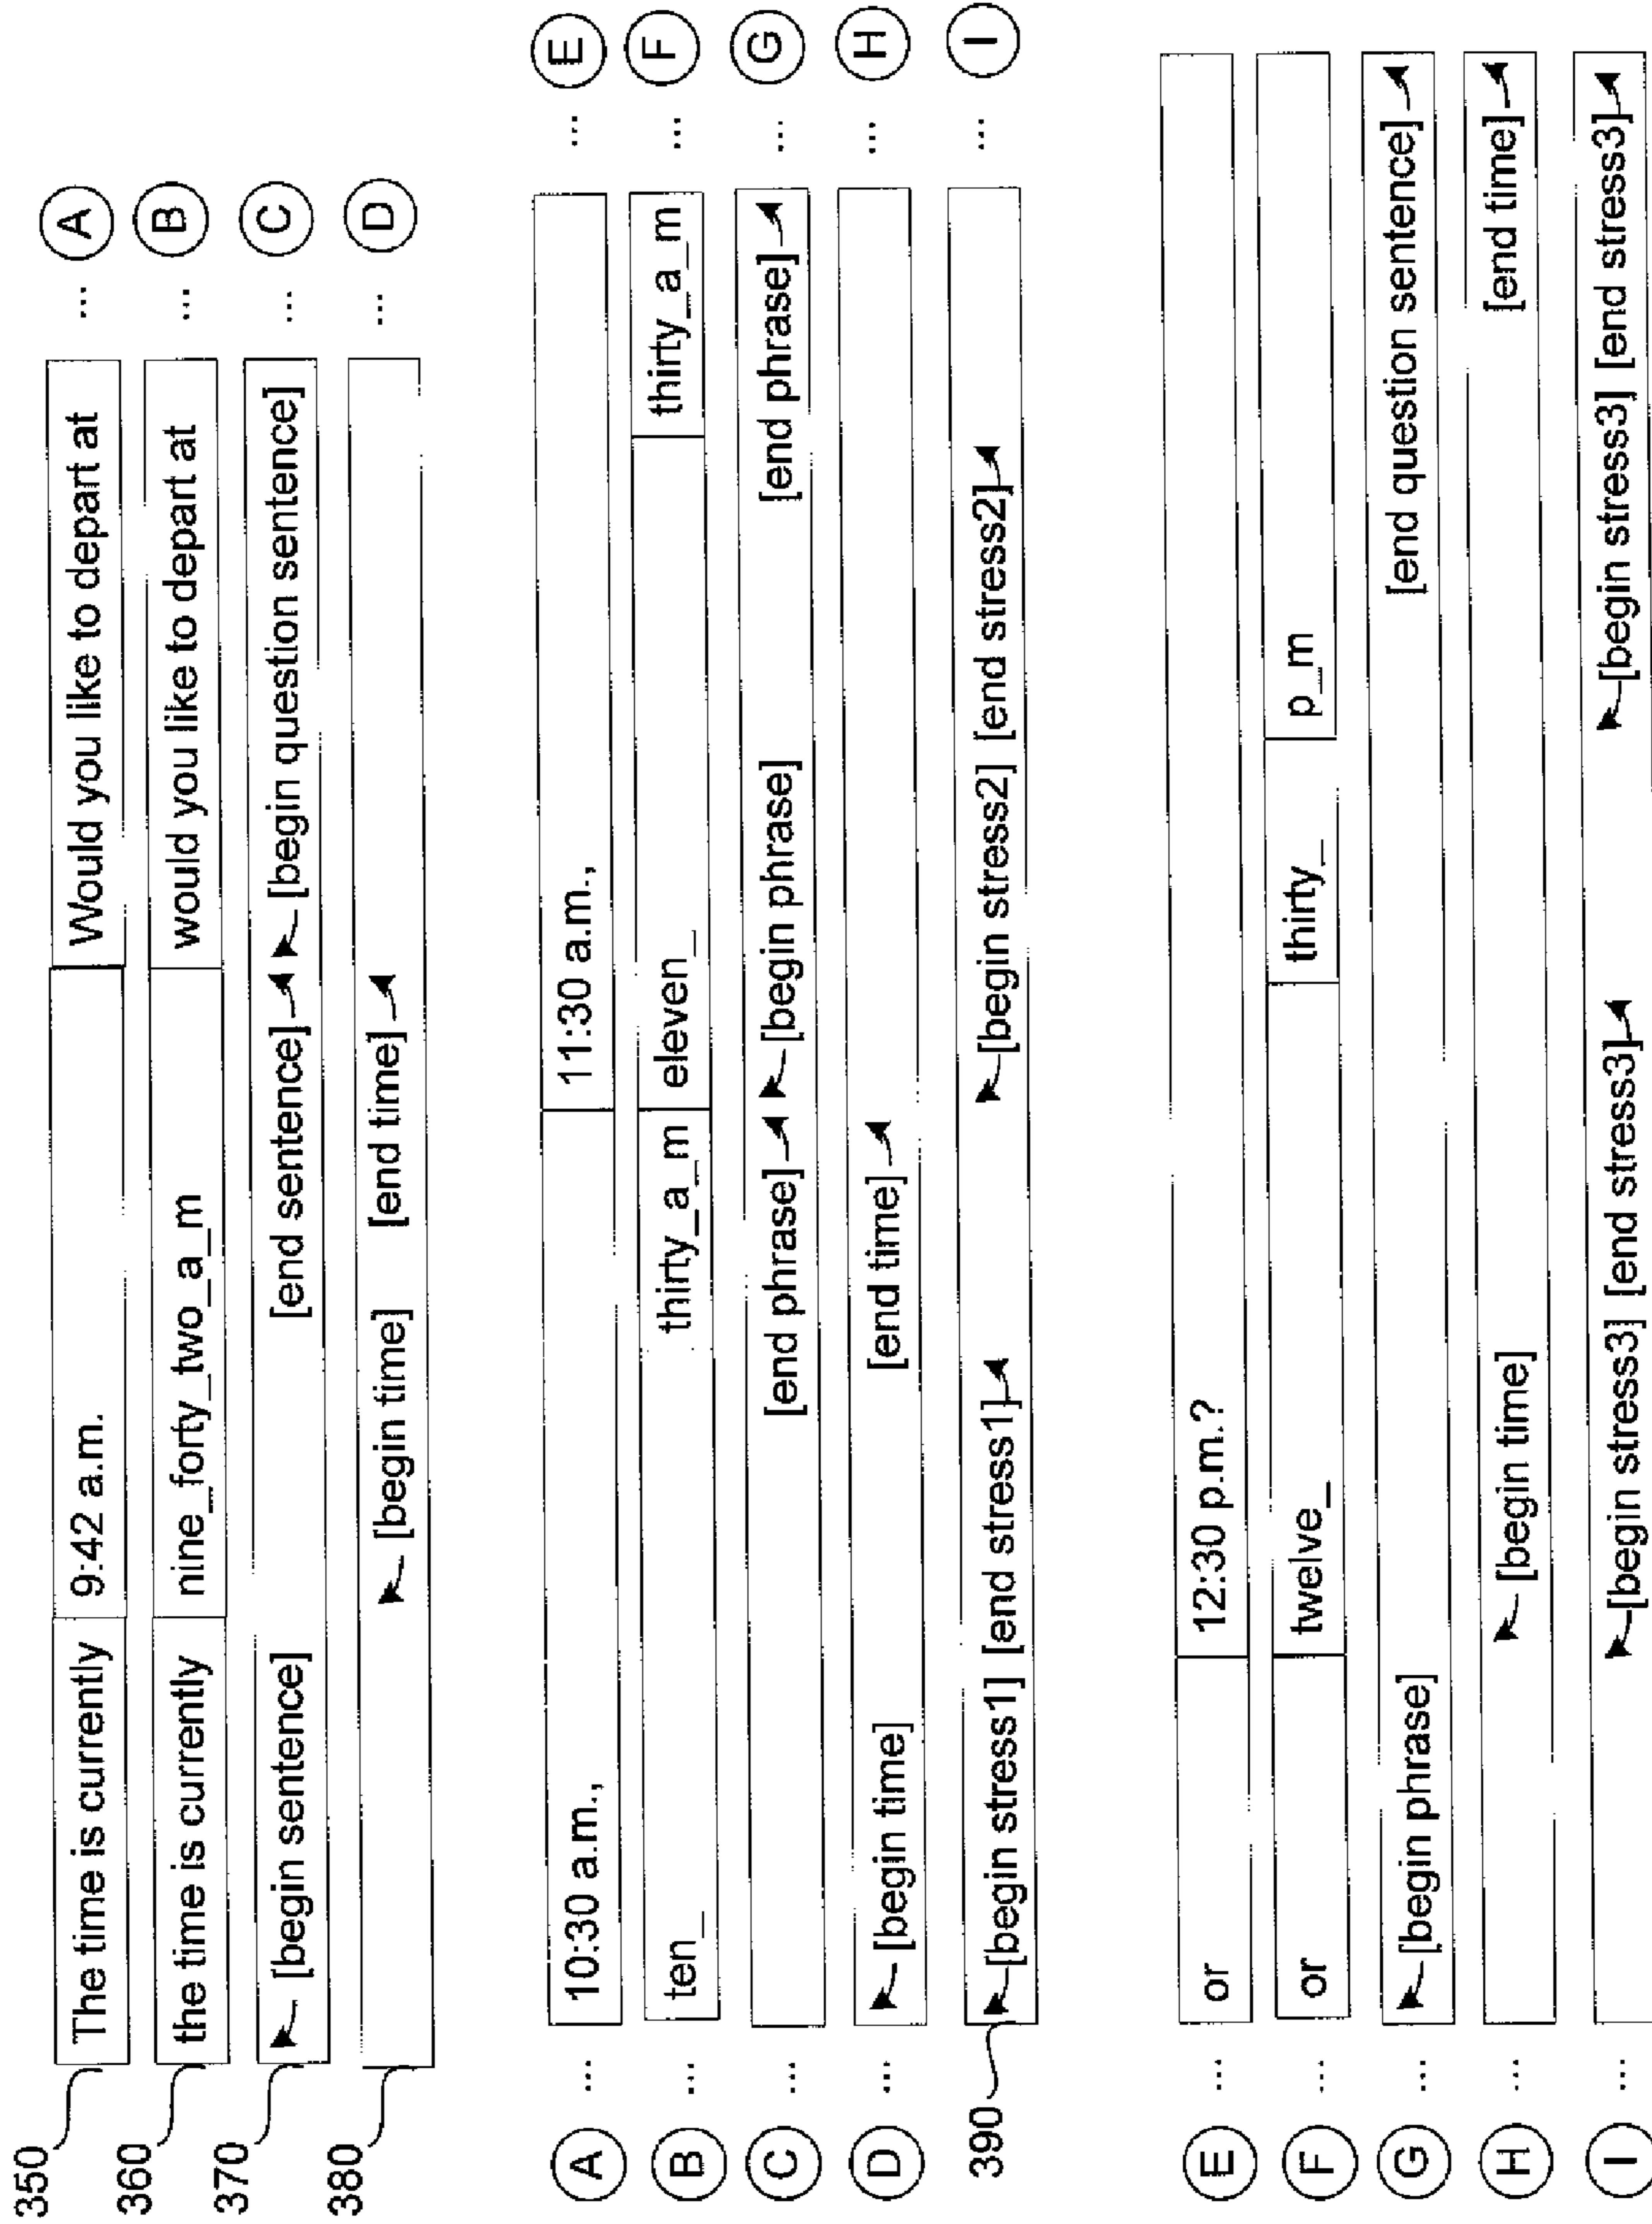 350 The time is currently 9:42 a.m. Would you like to depart at ... A
360 the time is currently nine_forty_two_a_m would you like to depart at ... B
370 [begin sentence] [end sentence] [begin question sentence] ... C
380 [begin time] [end time] ... D
A ... 10:30 a.m., 11:30 a.m., ... E
B ... ten_ thirty_a_m eleven_ thirty_a_m ... F
C ... [end phrase] [begin phrase] [end phrase] ... G
D ... [begin time] [end time] ... H
390 [begin stress1] [end stress1] [begin stress2] [end stress2] ... I
E ... or 12:30 p.m.?
F ... or twelve_ thirty_ p_m
G ... [begin phrase] [end question sentence]
H ... [begin time] [end time]
I ... [begin stress3] [end stress3] [begin stress3] [end stress3]